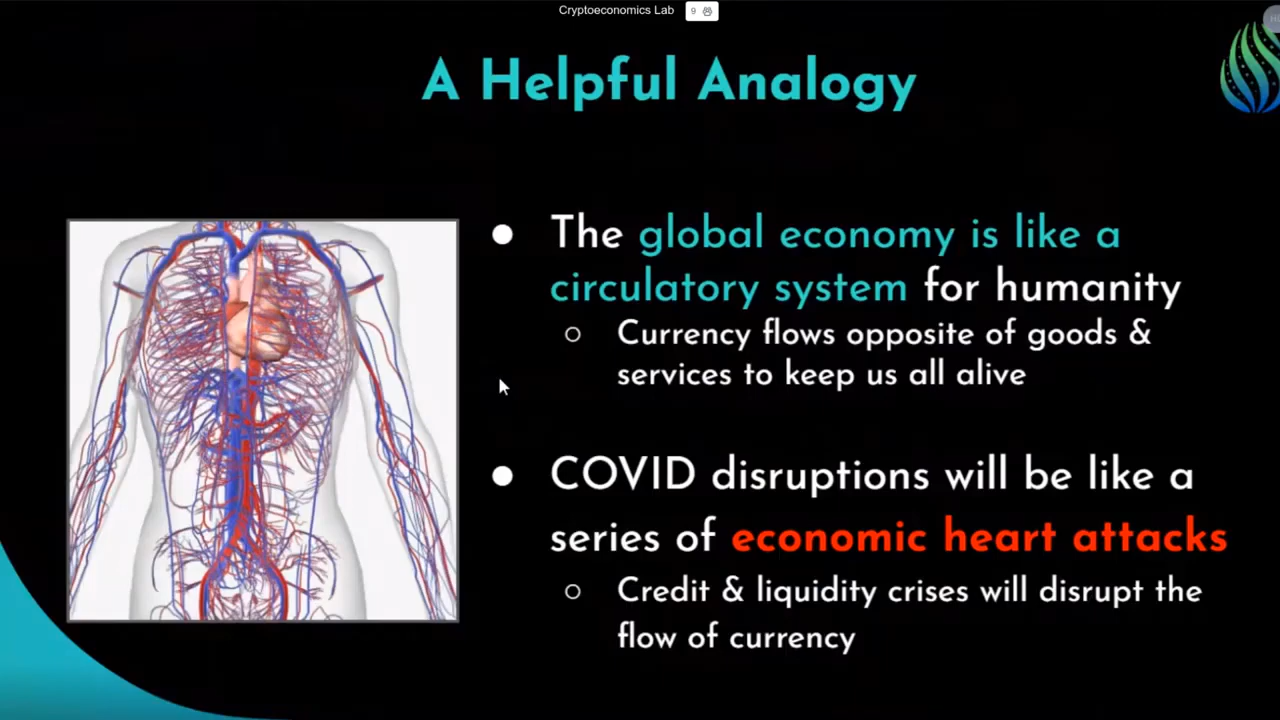 Cryptoeconomics Lab 9
A Helpful Analogy
● The global economy is like a
circulatory system for humanity
○ Currency flows opposite of goods &
services to keep us all alive
● COVID disruptions will be like a
series of economic heart attacks
○ Credit & liquidity crises will disrupt the
flow of currency